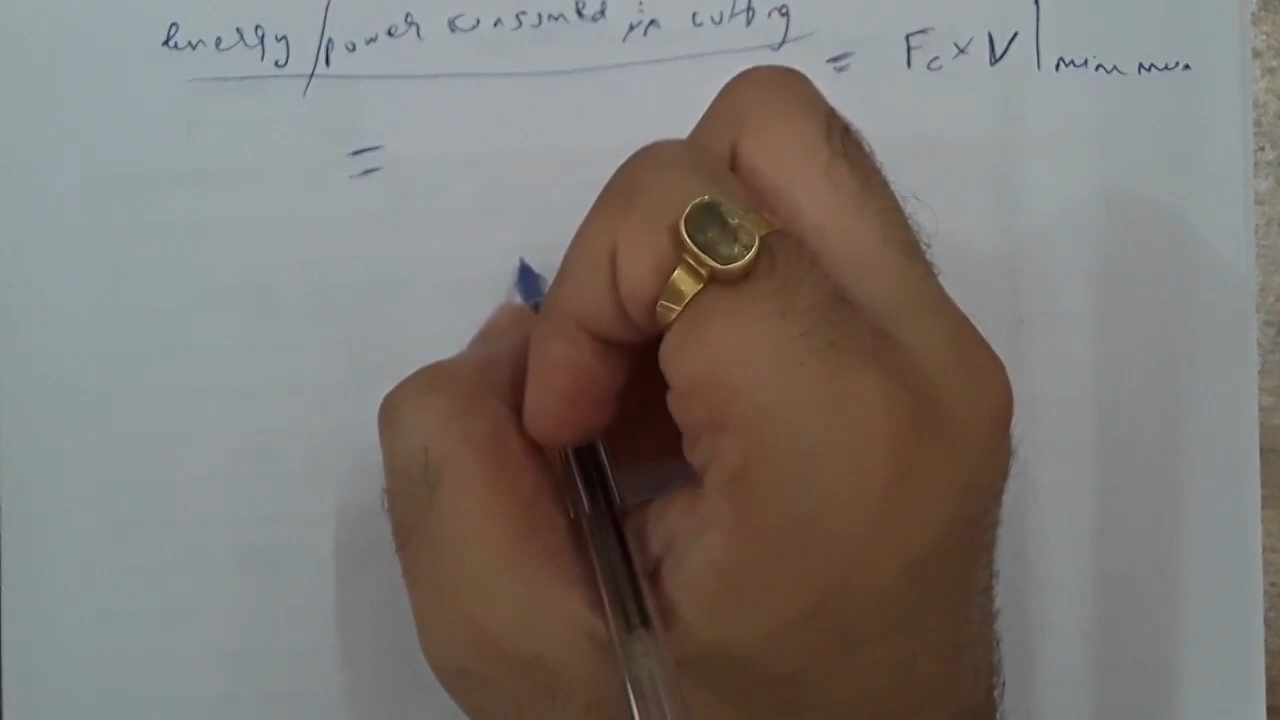 Energy/power consumed in cutting = Fc × V | minimum
=